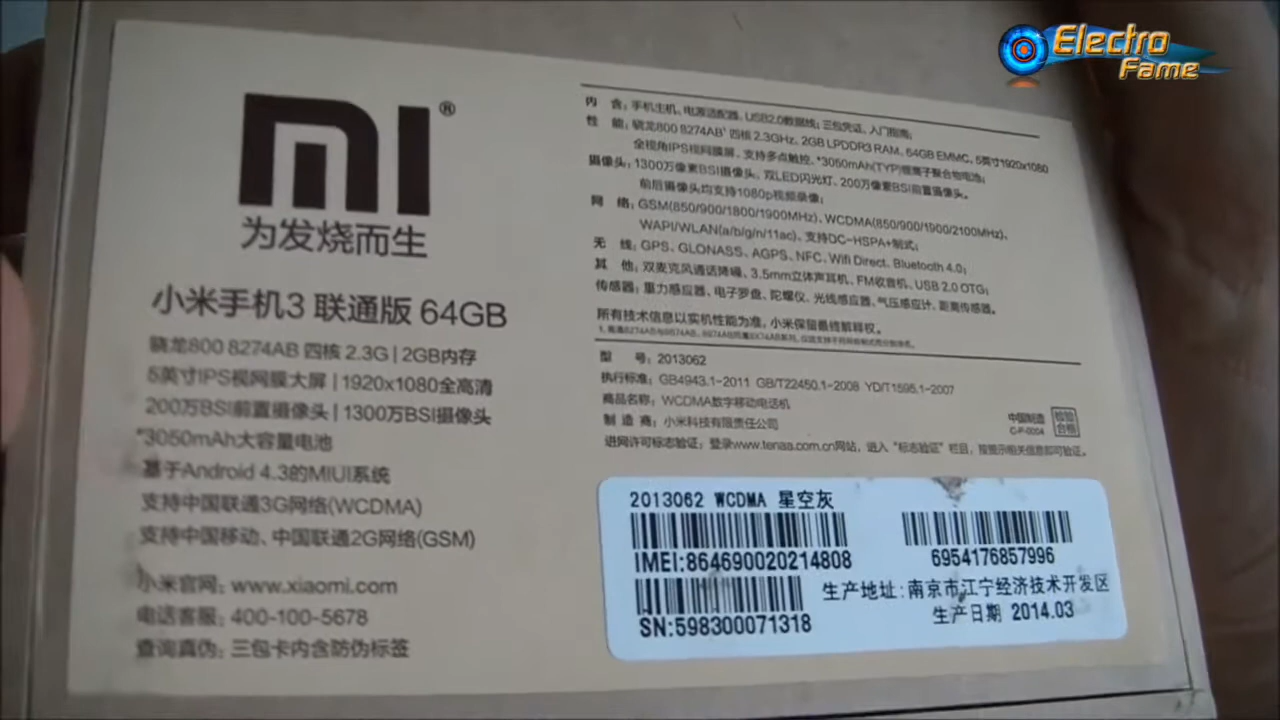 Electro
Fame
MI®
为发烧而生
小米手机3 联通版 64GB
骁龙800 8274AB 四核 2.3G | 2GB内存
5英寸IPS视网膜大屏 | 1920x1080全高清
200万BSI前置摄像头 | 1300万BSI摄像头
*3050mAh大容量电池
基于Android 4.3的MIUI系统
支持中国联通3G网络(WCDMA)
支持中国移动、中国联通2G网络(GSM)
小米官网: www.xiaomi.com
电话客服: 400-100-5678
查询真伪: 三包卡内含防伪标签
内 含: 手机主机、电源适配器、USB2.0数据线; 三包凭证、入门指南;
性 能: 骁龙800 8274AB¹ 四核 2.3GHz、2GB LPDDR3 RAM、64GB EMMC、5英寸1920x1080
全视角IPS视网膜屏、支持多点触控、*3050mAh(TYP)锂离子聚合物电池;
摄像头: 1300万像素BSI摄像头、双LED闪光灯、200万像素BSI前置摄像头、
前后摄像头均支持1080p视频录像;
网 络: GSM(850/900/1800/1900MHz)、WCDMA(850/900/1900/2100MHz)、
WAPI/WLAN(a/b/g/n/11ac)、支持DC-HSPA+制式;
无 线: GPS、GLONASS、AGPS、NFC、Wifi Direct、Bluetooth 4.0;
其 他: 双麦克风通话降噪、3.5mm立体声耳机、FM收音机、USB 2.0 OTG;
传感器: 重力感应器、电子罗盘、陀螺仪、光线感应器、气压感应计、距离传感器。
所有技术信息以实机性能为准，小米保留最终解释权。
型 号: 2013062
执行标准: GB4943.1-2011 GB/T22450.1-2008 YD/T1595.1-2007
商品名称: WCDMA数字移动电话机
制 造 商: 小米科技有限责任公司
中国制造
C-P-0004
检验
合格
进网许可标志验证: 登录www.tenaa.com.cn网站，进入“标志验证”栏目，按提示相关信息即可验证。
2013062 WCDMA 星空灰
IMEI:864690020214808
6954176857996
SN:598300071318
生产地址:南京市江宁经济技术开发区
生产日期 2014.03